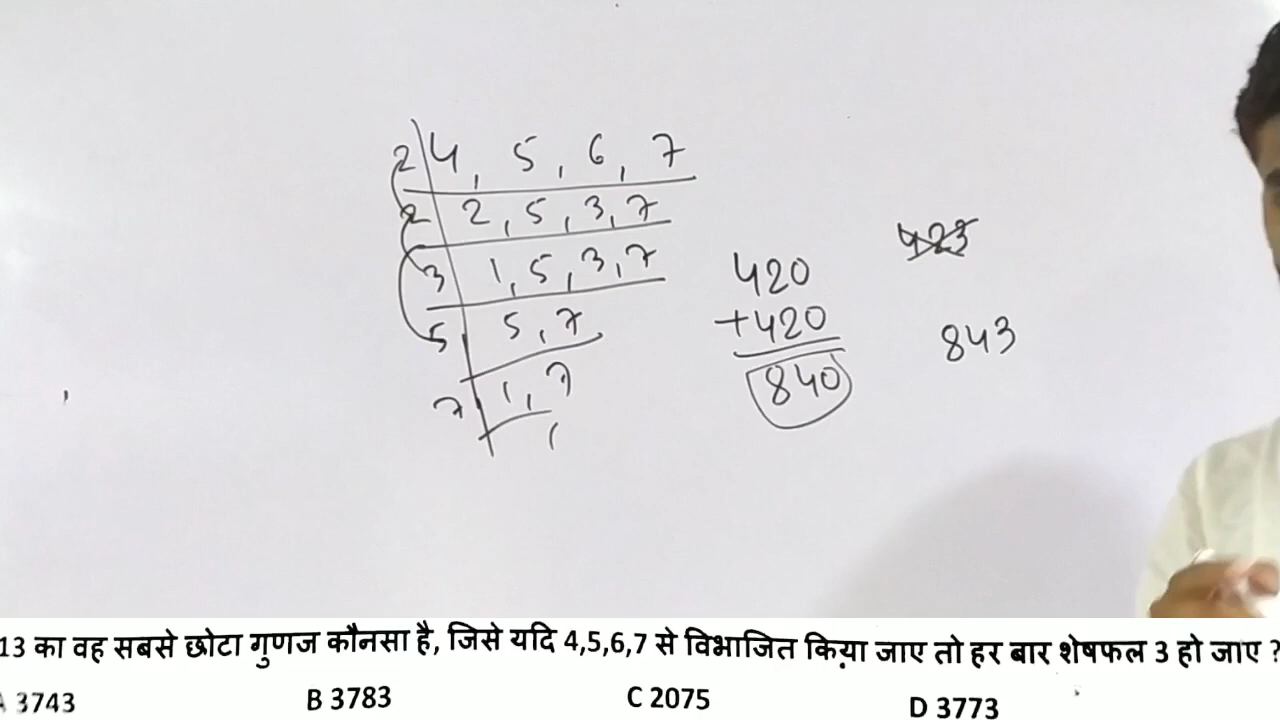 2 4, 5, 6, 7
2 2, 5, 3, 7
3 1, 5, 3, 7
5 5, 7
7 1, 7
1
420
+420
840
423
843
13 का वह सबसे छोटा गुणज कौनसा है, जिसे यदि 4,5,6,7 से विभाजित किया जाए तो हर बार शेषफल 3 हो जाए ?
A 3743 B 3783 C 2075 D 3773